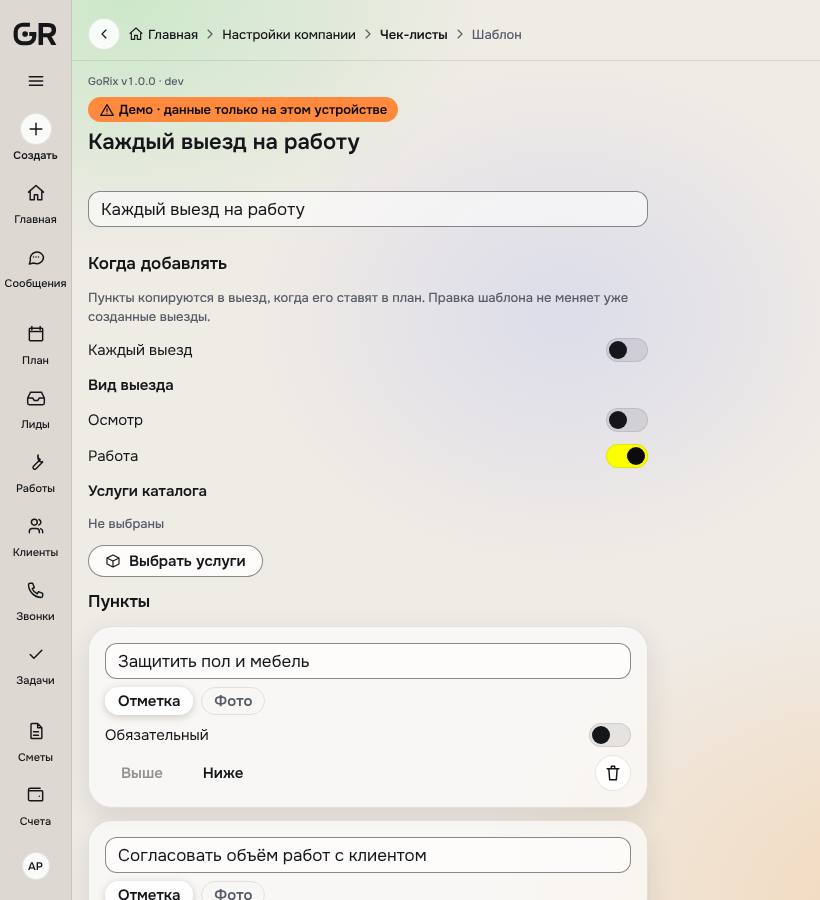 GR
Главная
Настройки компании
Чек-листы
Шаблон
GoRix v1.0.0 · dev
Демо · данные только на этом устройстве
Каждый выезд на работу
Каждый выезд на работу
Когда добавлять
Пункты копируются в выезд, когда его ставят в план. Правка шаблона не меняет уже
созданные выезды.
Каждый выезд
Вид выезда
Осмотр
Работа
Услуги каталога
Не выбраны
Выбрать услуги
Пункты
Защитить пол и мебель
Отметка
Фото
Обязательный
Выше
Ниже
Согласовать объём работ с клиентом
Отметка
Фото
Создать
Главная
Сообщения
План
Лиды
Работы
Клиенты
Звонки
Задачи
Сметы
Счета
АР